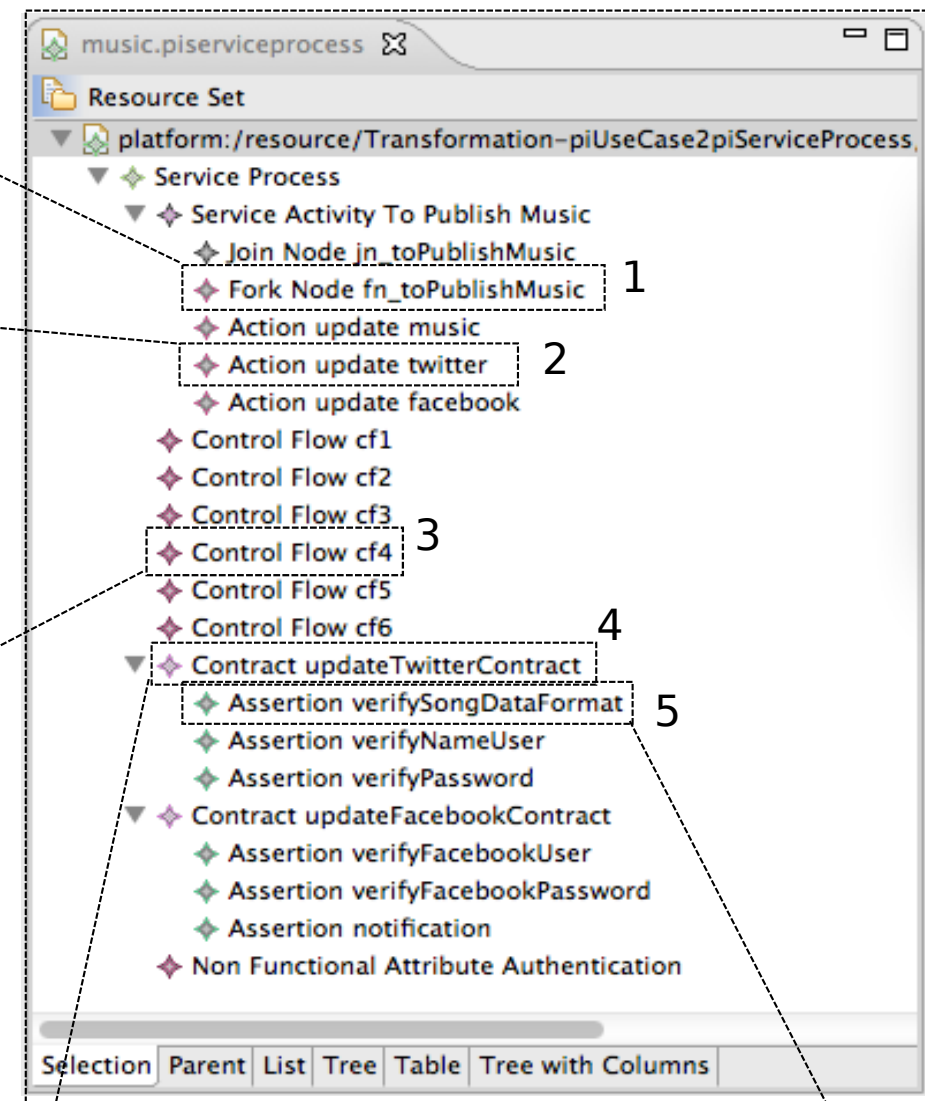 music.piserviceprocess
Resource Set
platform:/resource/Transformation-piUseCase2piServiceProcess,
Service Process
Service Activity To Publish Music
Join Node jn_toPublishMusic
Fork Node fn_toPublishMusic 1
Action update music
Action update twitter 2
Action update facebook
Control Flow cf1
Control Flow cf2
Control Flow cf3
Control Flow cf4 3
Control Flow cf5
Control Flow cf6
Contract updateTwitterContract 4
Assertion verifySongDataFormat 5
Assertion verifyNameUser
Assertion verifyPassword
Contract updateFacebookContract
Assertion verifyFacebookUser
Assertion verifyFacebookPassword
Assertion notification
Non Functional Attribute Authentication
Selection Parent List Tree Table Tree with Columns